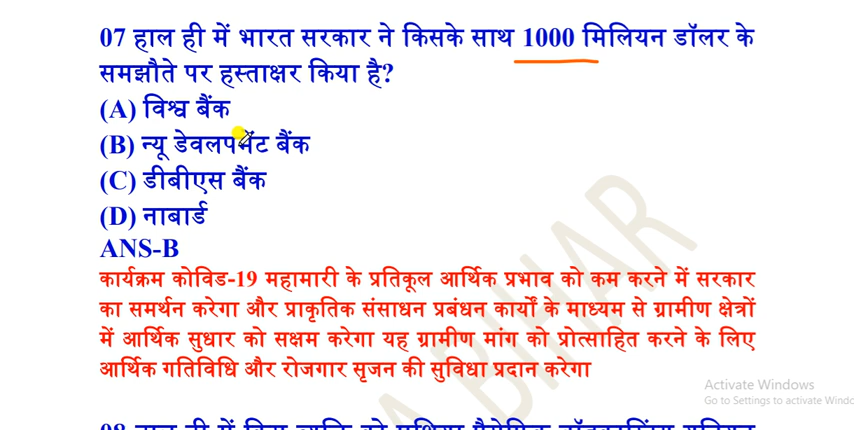 07 हाल ही में भारत सरकार ने किसके साथ 1000 मिलियन डॉलर के
समझौते पर हस्ताक्षर किया है?
(A) विश्व बैंक
(B) न्यू डेवलपमेंट बैंक
(C) डीबीएस बैंक
(D) नाबार्ड
ANS-B
कार्यक्रम कोविड-19 महामारी के प्रतिकूल आर्थिक प्रभाव को कम करने में सरकार
का समर्थन करेगा और प्राकृतिक संसाधन प्रबंधन कार्यों के माध्यम से ग्रामीण क्षेत्रों
में आर्थिक सुधार को सक्षम करेगा यह ग्रामीण मांग को प्रोत्साहित करने के लिए
आर्थिक गतिविधि और रोजगार सृजन की सुविधा प्रदान करेगा
A BIHAR
Activate Windows
Go to Settings to activate Windo